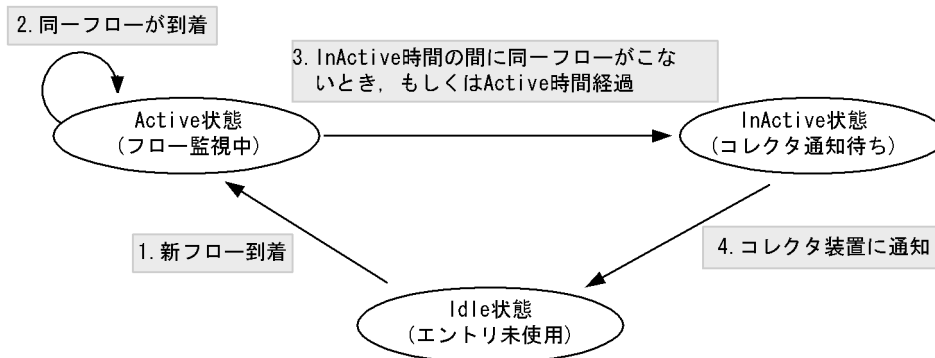 2.同一フローが到着
3.InActive時間の間に同一フローがこな
いとき，もしくはActive時間経過
Active状態
(フロー監視中)
InActive状態
(コレクタ通知待ち)
1.新フロー到着
4.コレクタ装置に通知
Idle状態
(エントリ未使用)